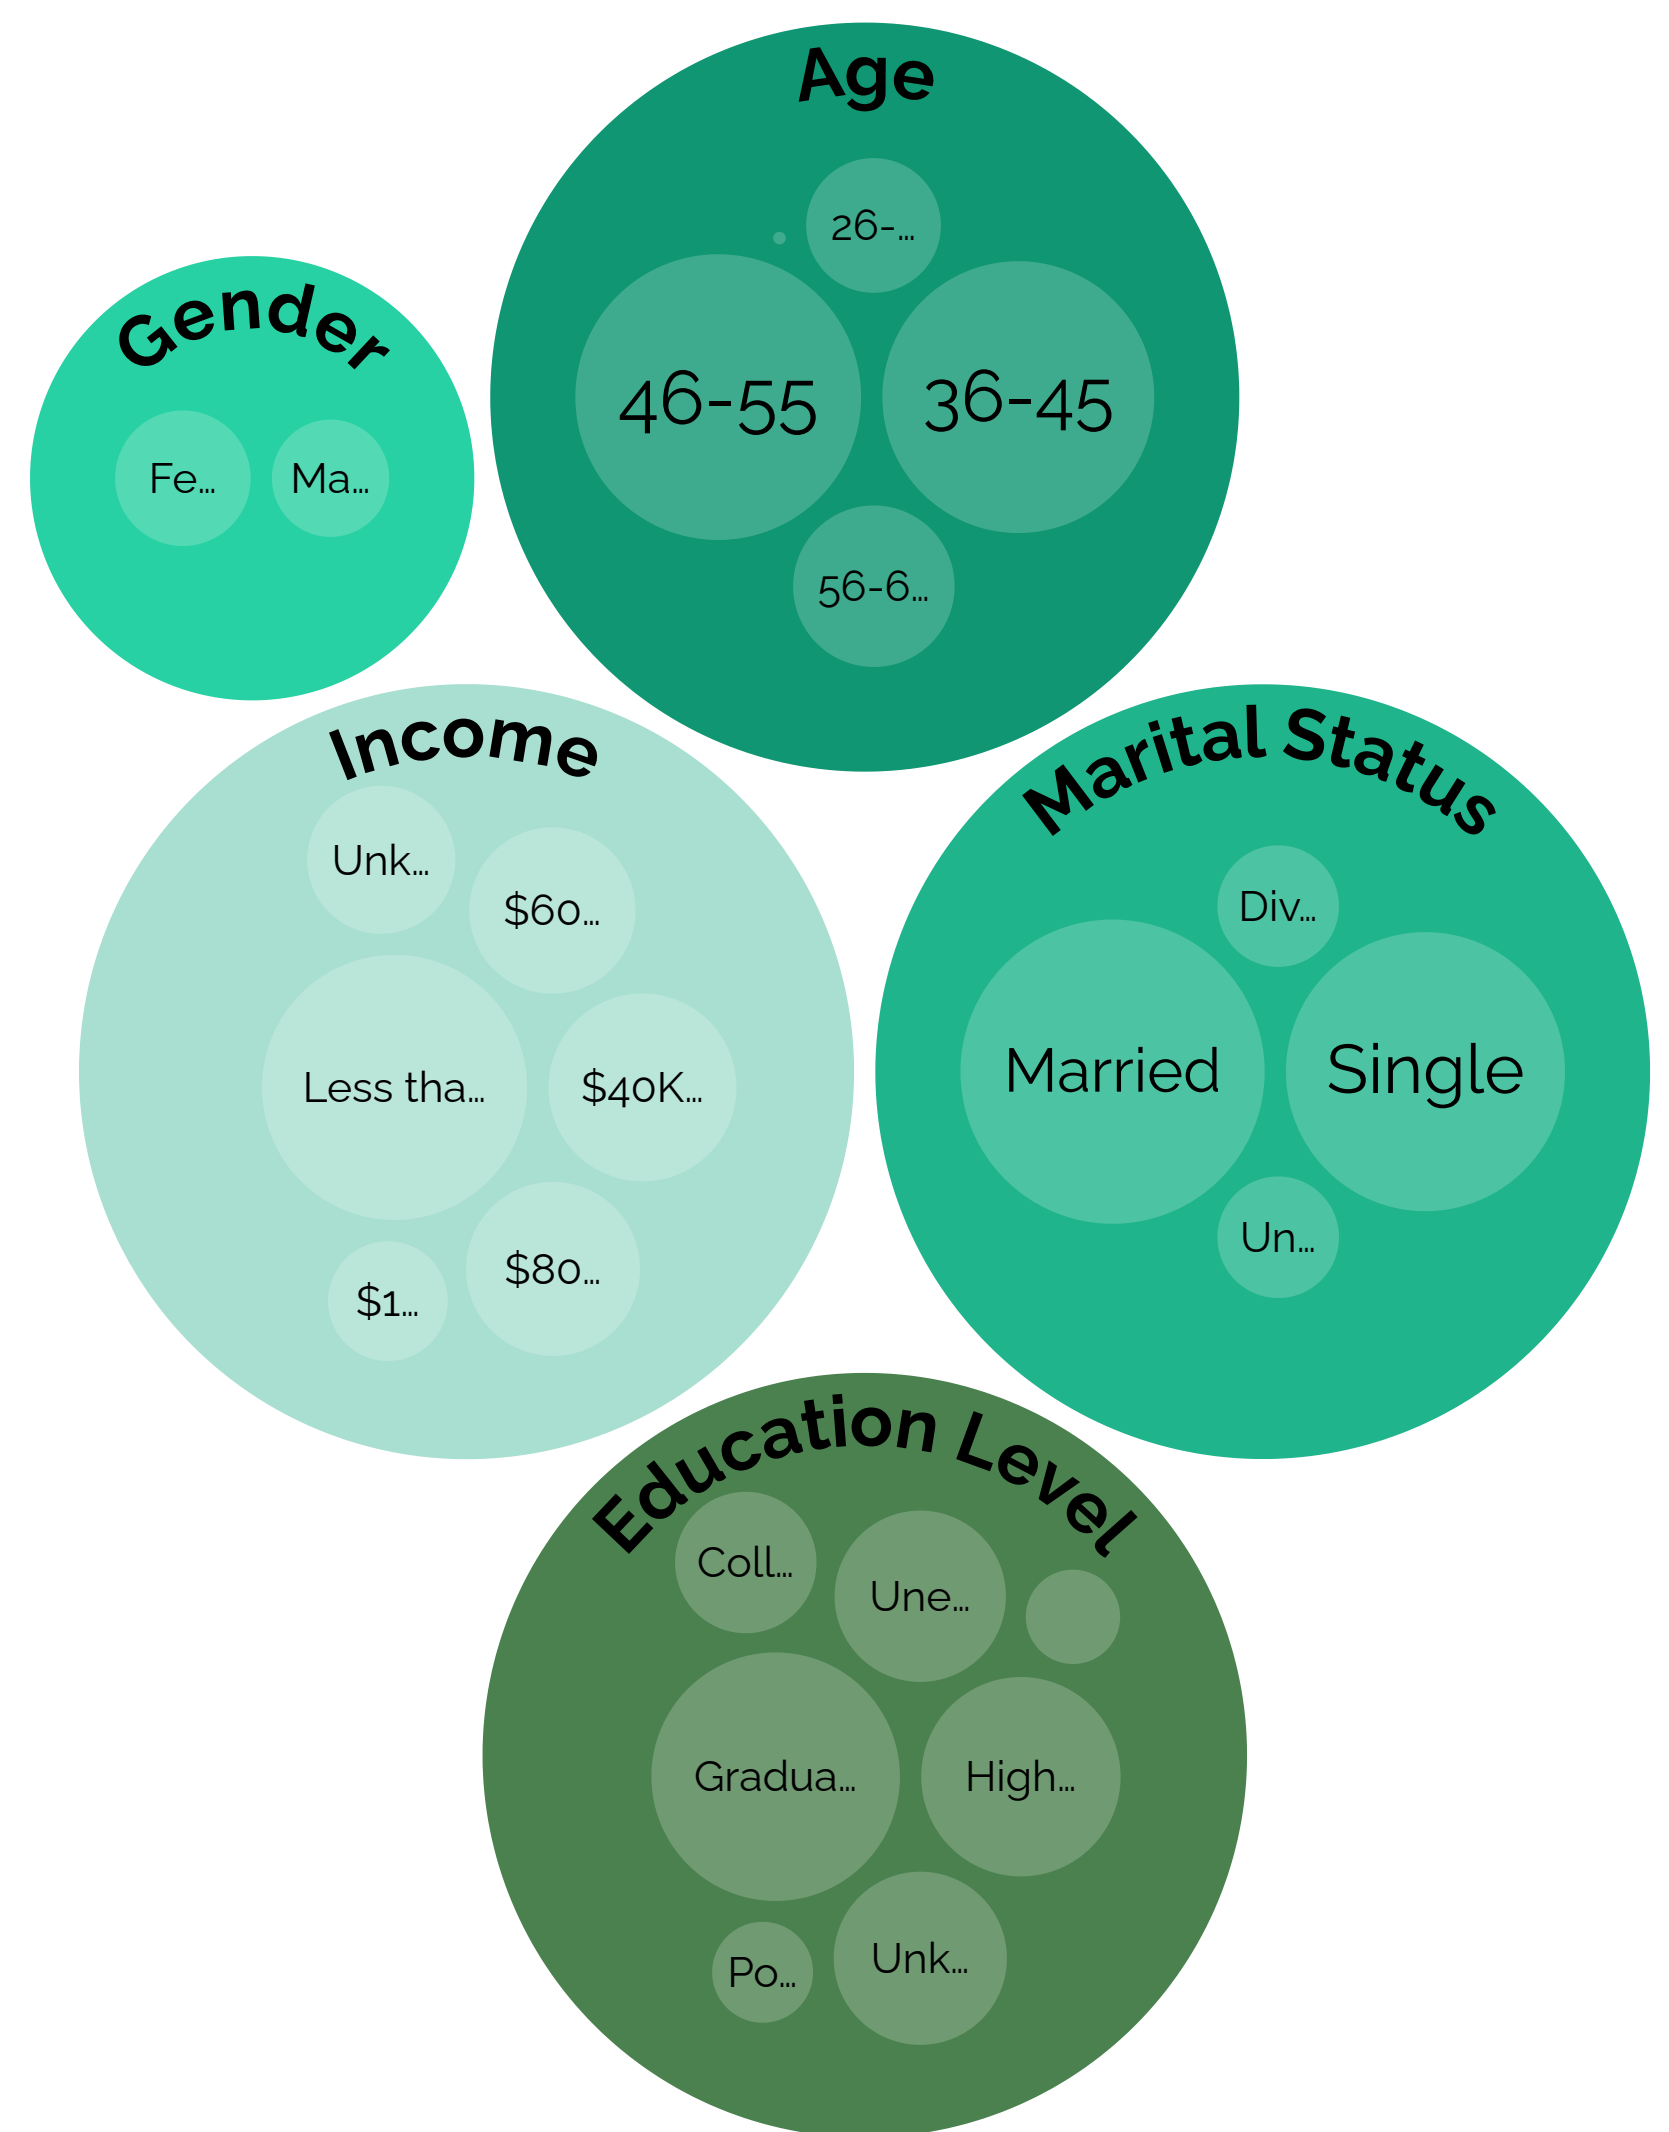 Age
26-...
46-55
36-45
56-6...
Gender
Fe...
Ma...
Income
Unk...
$60...
Less tha...
$40K...
$80...
$1...
Marital Status
Div...
Married
Single
Un...
Education Level
Coll...
Une...
Gradua...
High...
Po...
Unk...